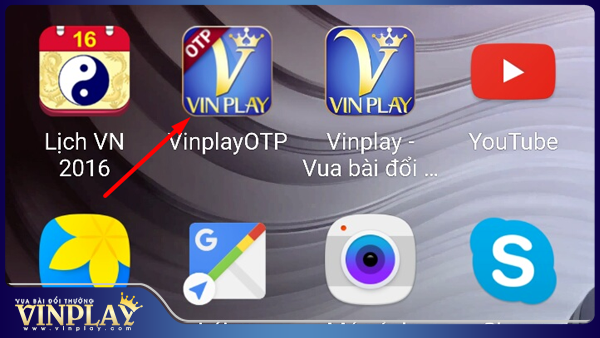 16
OTP
VINPLAY
VINPLAY
Lịch VN
2016
VinplayOTP
Vinplay -
Vua bài đổi ...
YouTube
G
S
VUA BÀI ĐỔI THƯỞNG
VINPLAY
www.vinplay.com